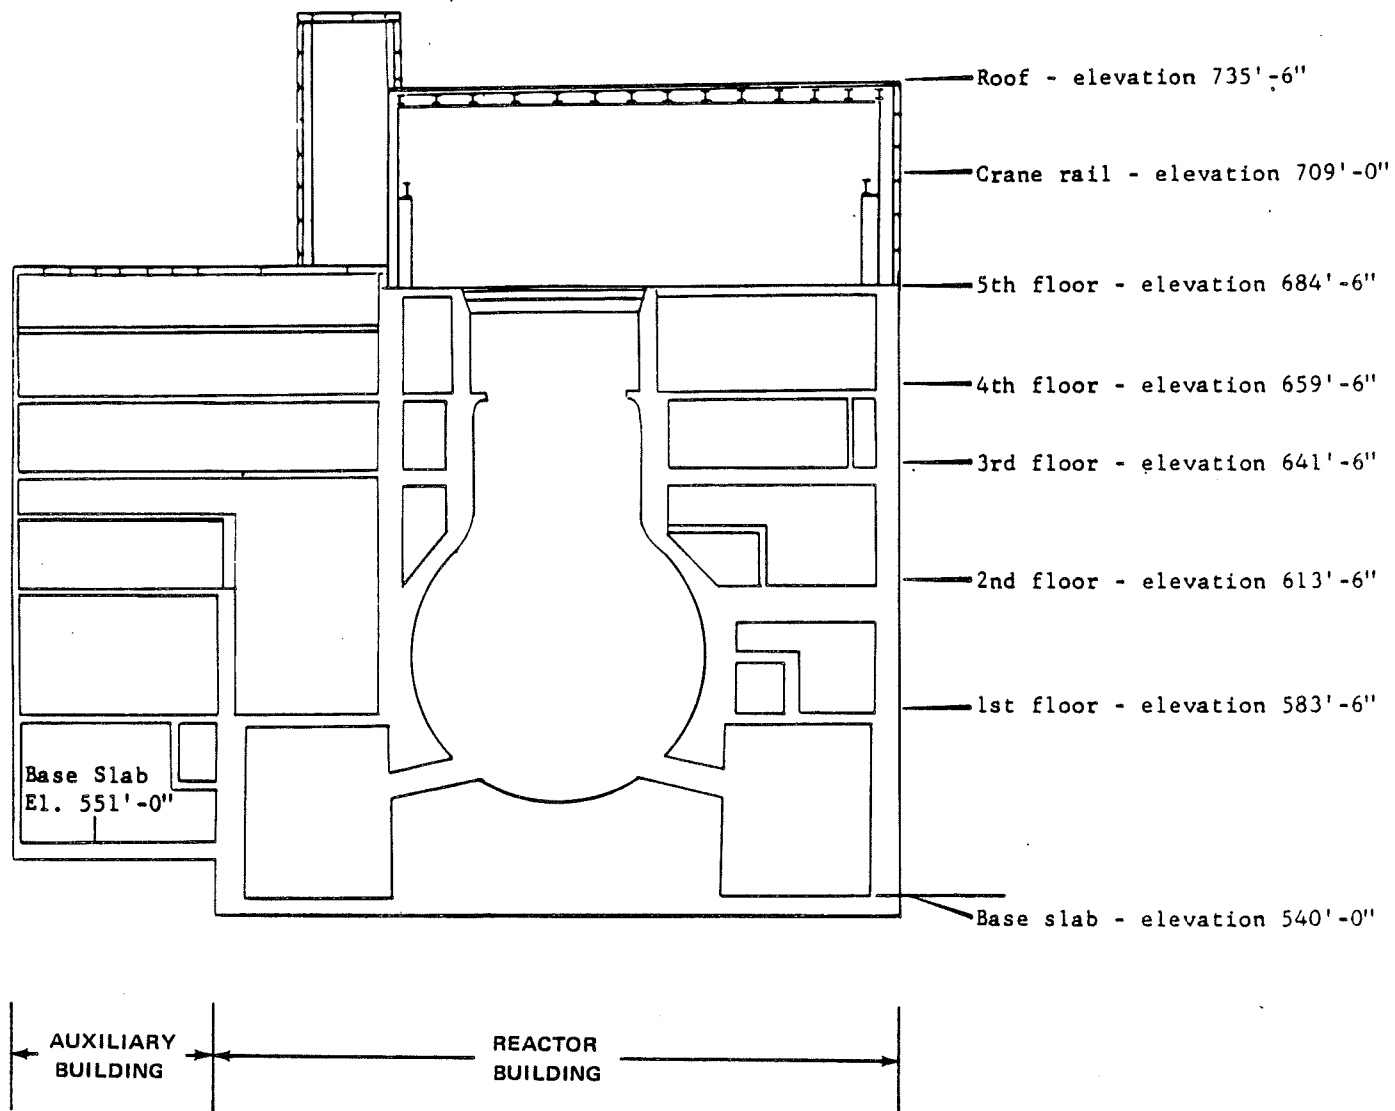 Roof - elevation 735'-6"
Crane rail - elevation 709'-0"
5th floor - elevation 684'-6"
4th floor - elevation 659'-6"
3rd floor - elevation 641'-6"
2nd floor - elevation 613'-6"
1st floor - elevation 583'-6"
Base Slab
El. 551'-0"
Base slab - elevation 540'-0"
AUXILIARY
BUILDING
REACTOR
BUILDING